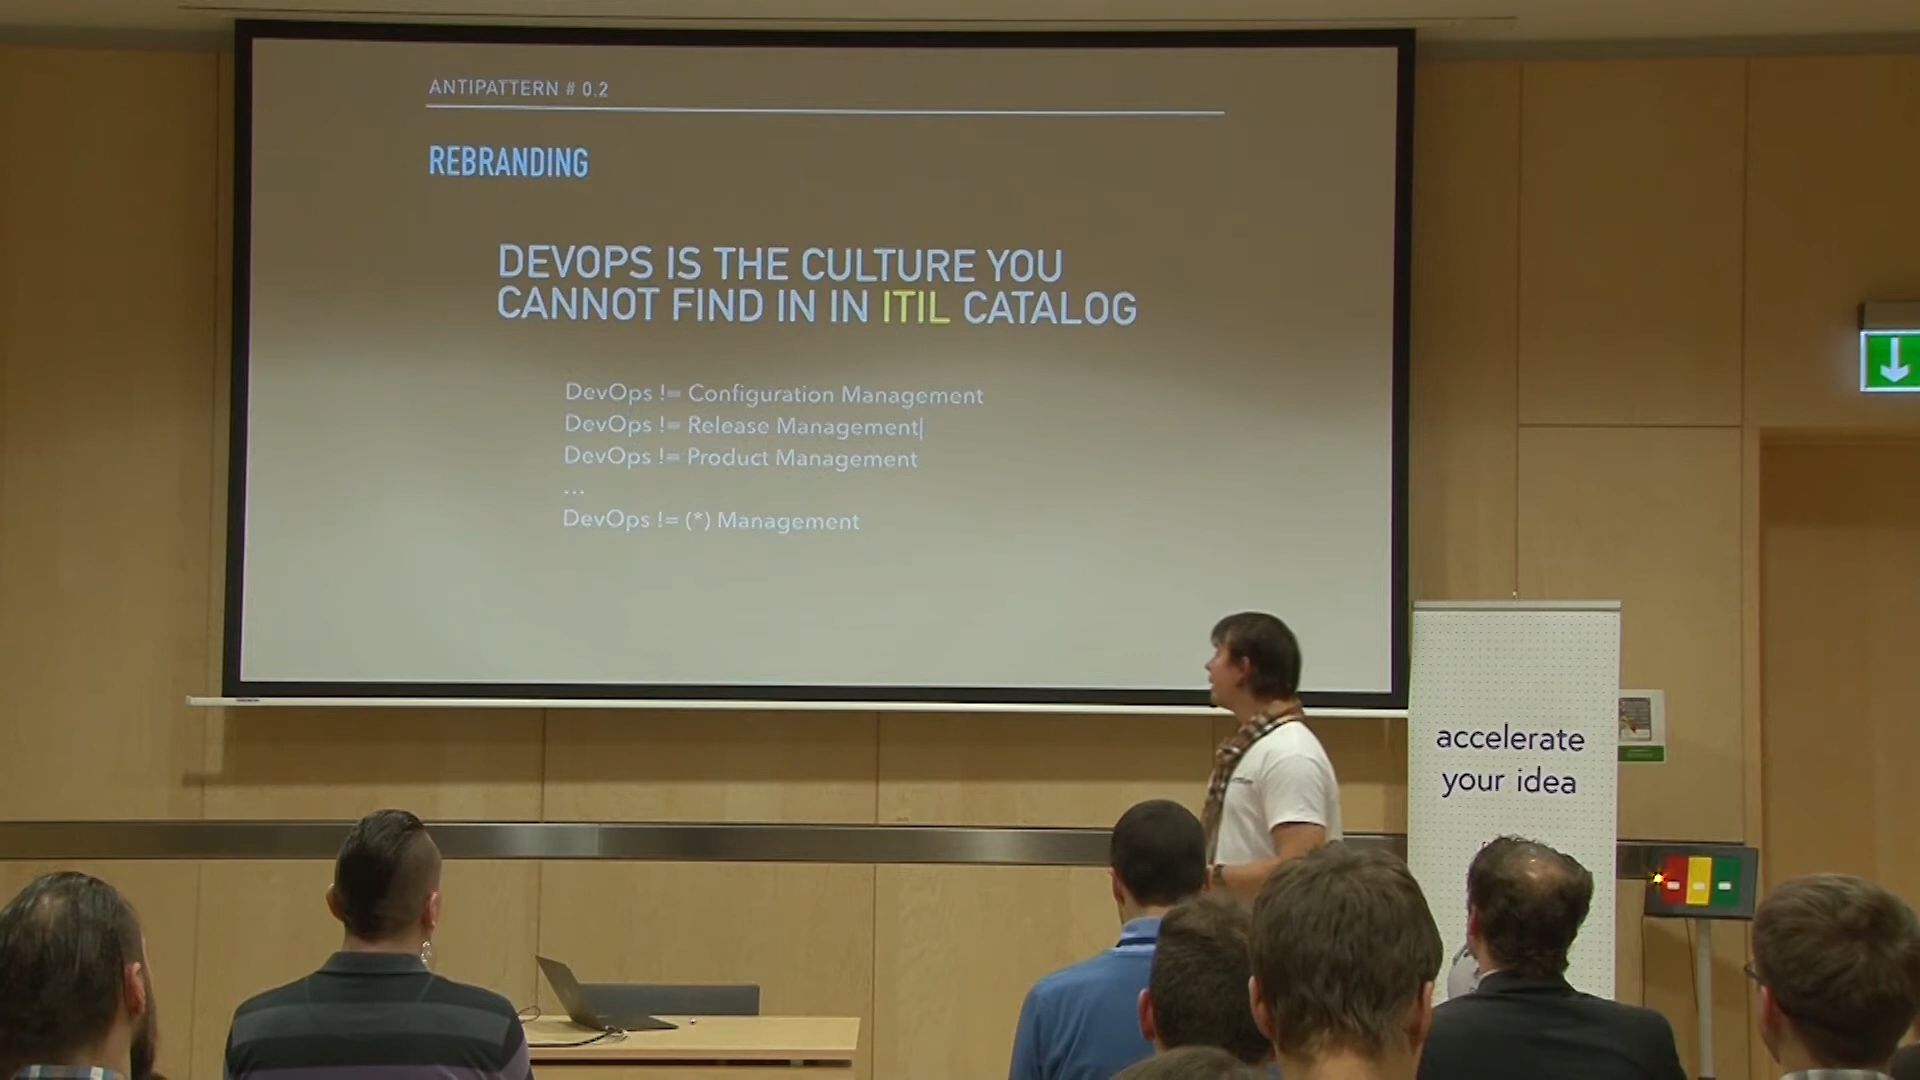 ANTIPATTERN # 0.2
REBRANDING
DEVOPS IS THE CULTURE YOU
CANNOT FIND IN IN ITIL CATALOG
DevOps != Configuration Management
DevOps != Release Management|
DevOps != Product Management
...
DevOps != (*) Management
accelerate
your idea